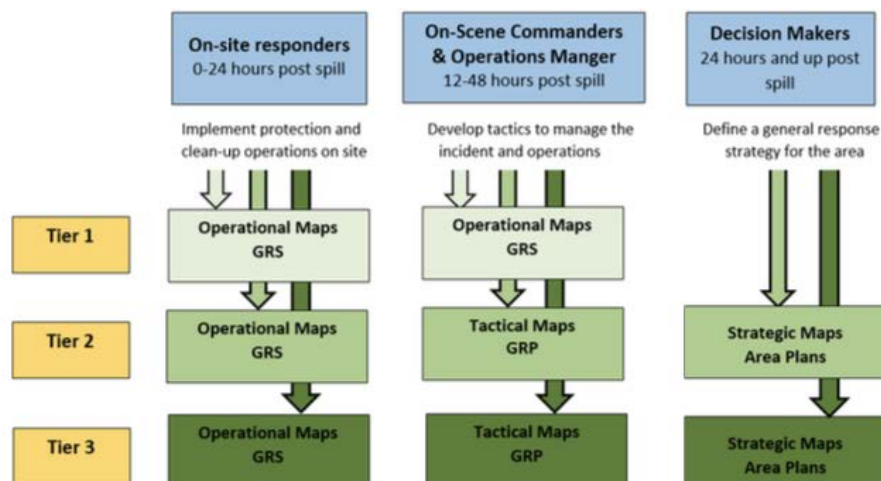 On-site responders
0-24 hours post spill
On-Scene Commanders
& Operations Manger
12-48 hours post spill
Decision Makers
24 hours and up post
spill
Implement protection and
clean-up operations on site
Develop tactics to manage the
incident and operations
Define a general response
strategy for the area
Tier 1
Operational Maps
GRS
Operational Maps
GRS
Tier 2
Operational Maps
GRS
Tactical Maps
GRP
Strategic Maps
Area Plans
Tier 3
Operational Maps
GRS
Tactical Maps
GRP
Strategic Maps
Area Plans